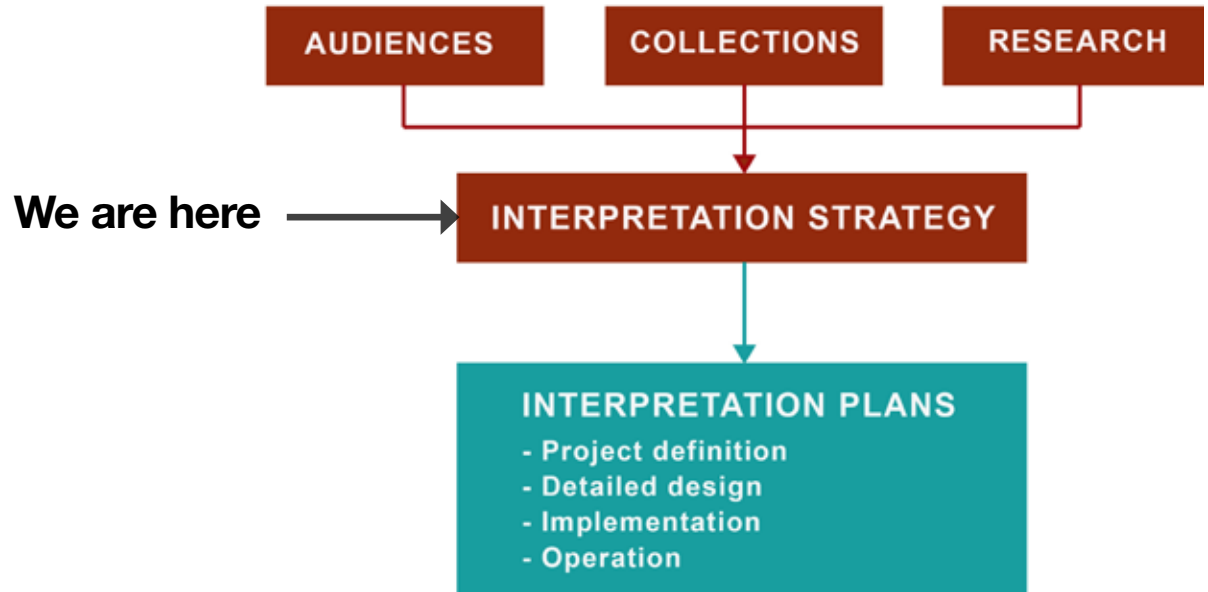 AUDIENCES
COLLECTIONS
RESEARCH
We are here
INTERPRETATION STRATEGY
INTERPRETATION PLANS
- Project definition
- Detailed design
- Implementation
- Operation